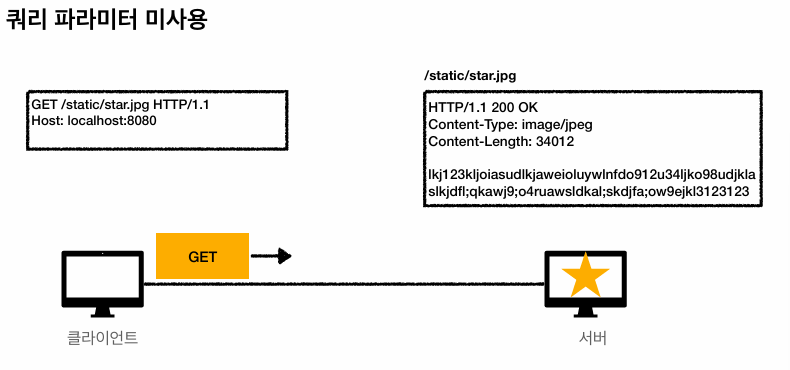 쿼리 파라미터 미사용
/static/star.jpg
GET /static/star.jpg HTTP/1.1
Host: localhost:8080
HTTP/1.1 200 OK
Content-Type: image/jpeg
Content-Length: 34012
lkj123kljoiasudlkjaweioluywlnfdo912u34ljko98udjkla
slkjdfl;qkawj9;o4ruawsldkal;skdjfa;ow9ejkl3123123
GET
클라이언트
서버